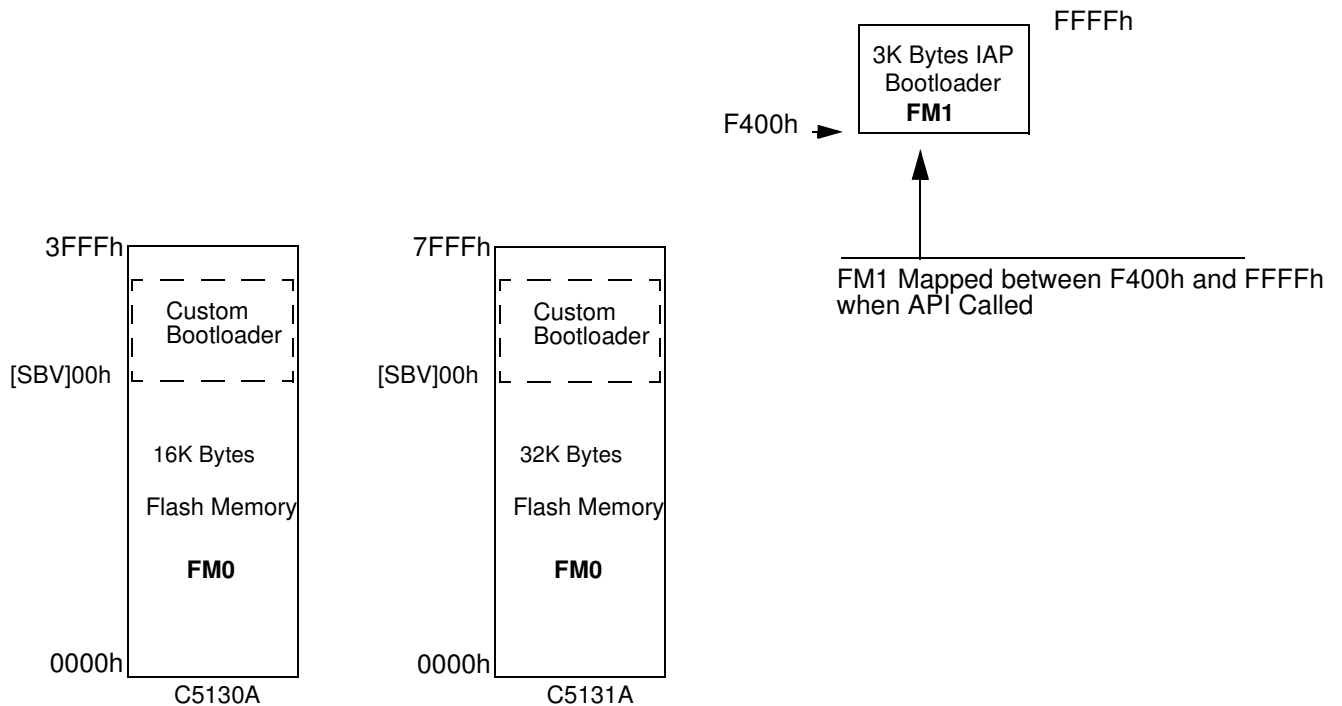 FFFFh
3K Bytes IAP
Bootloader
FM1
F400h
FM1 Mapped between F400h and FFFFh
when API Called
3FFFh
Custom
Bootloader
[SBV]00h
16K Bytes
Flash Memory
FM0
0000h
C5130A
7FFFh
Custom
Bootloader
[SBV]00h
32K Bytes
Flash Memory
FM0
0000h
C5131A